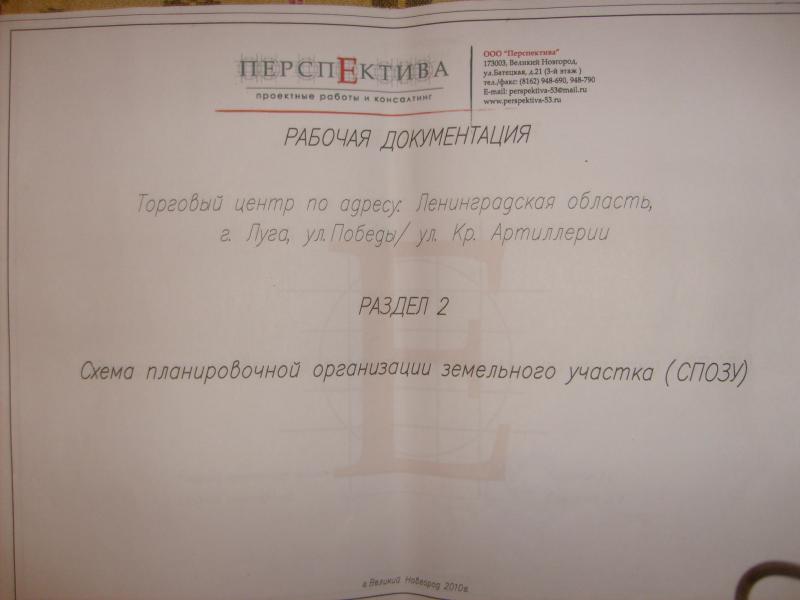 ПЕРСПЕКТИВА
проектные работы и консалтинг
ООО "Перспектива"
173003, Великий Новгород,
ул.Батецкая, д.21 (3-й этаж )
тел./факс: (8162) 948-690, 948-790
E-mail: perspektiva-53@mail.ru
www.perspektiva-53.ru
РАБОЧАЯ ДОКУМЕНТАЦИЯ
Торговый центр по адресу: Ленинградская область,
г. Луга, ул.Победы/ ул. Кр. Артиллерии
РАЗДЕЛ 2
Схема планировочной организации земельного участка (СПОЗУ)
Е
г.Великий Новгород 2010г.